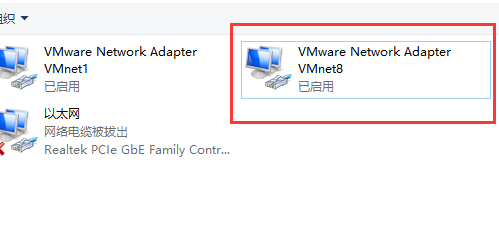 组织
VMware Network Adapter
VMnet1
已启用
VMware Network Adapter
VMnet8
已启用
以太网
网络电缆被拔出
Realtek PCIe GbE Family Contr...